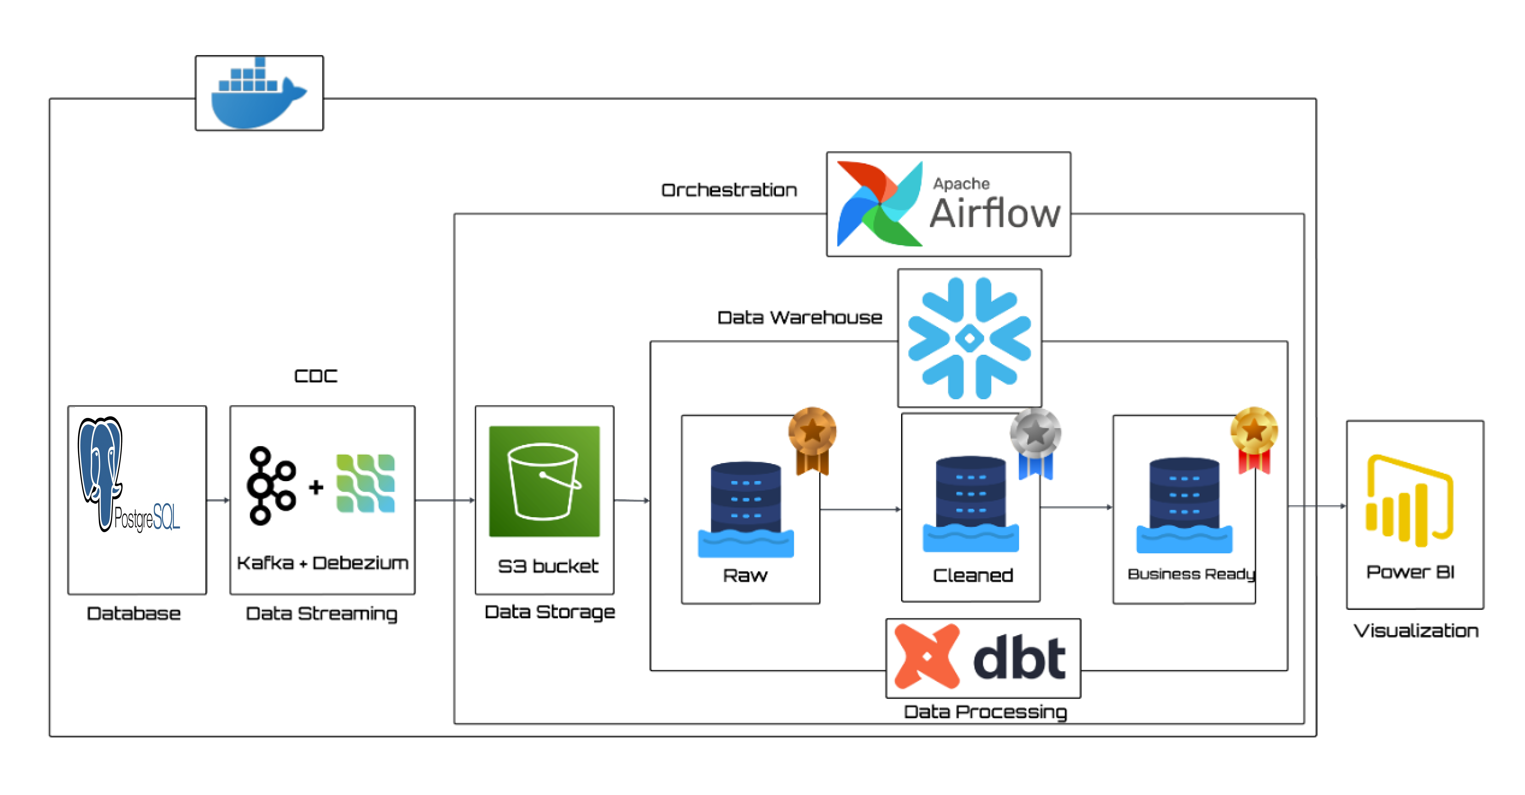 Orchestration
Apache
Airflow
Data Warehouse
CDC
PostgreSQL
+
Kafka + Debezium
S3 bucket
Raw
Cleaned
Business Ready
Power BI
Database
Data Streaming
Data Storage
Visualization
dbt
Data Processing